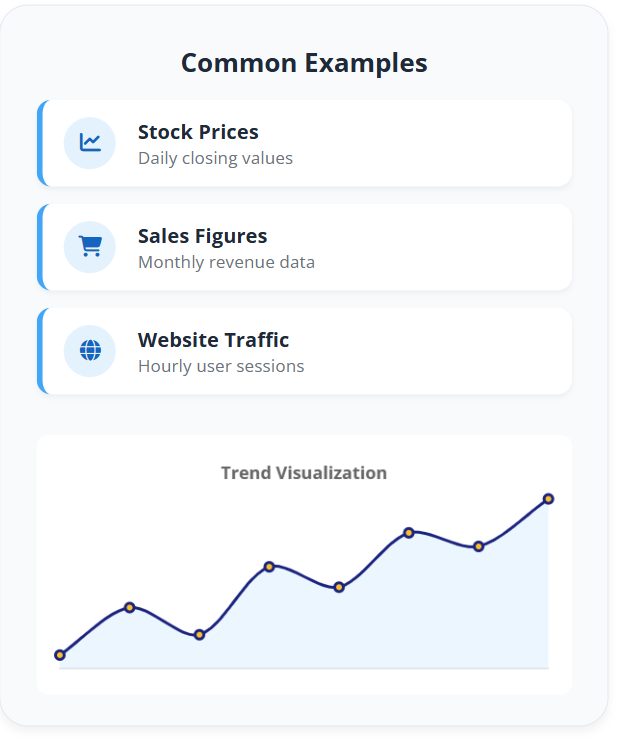 Common Examples
Stock Prices
Daily closing values
Sales Figures
Monthly revenue data
Website Traffic
Hourly user sessions
Trend Visualization